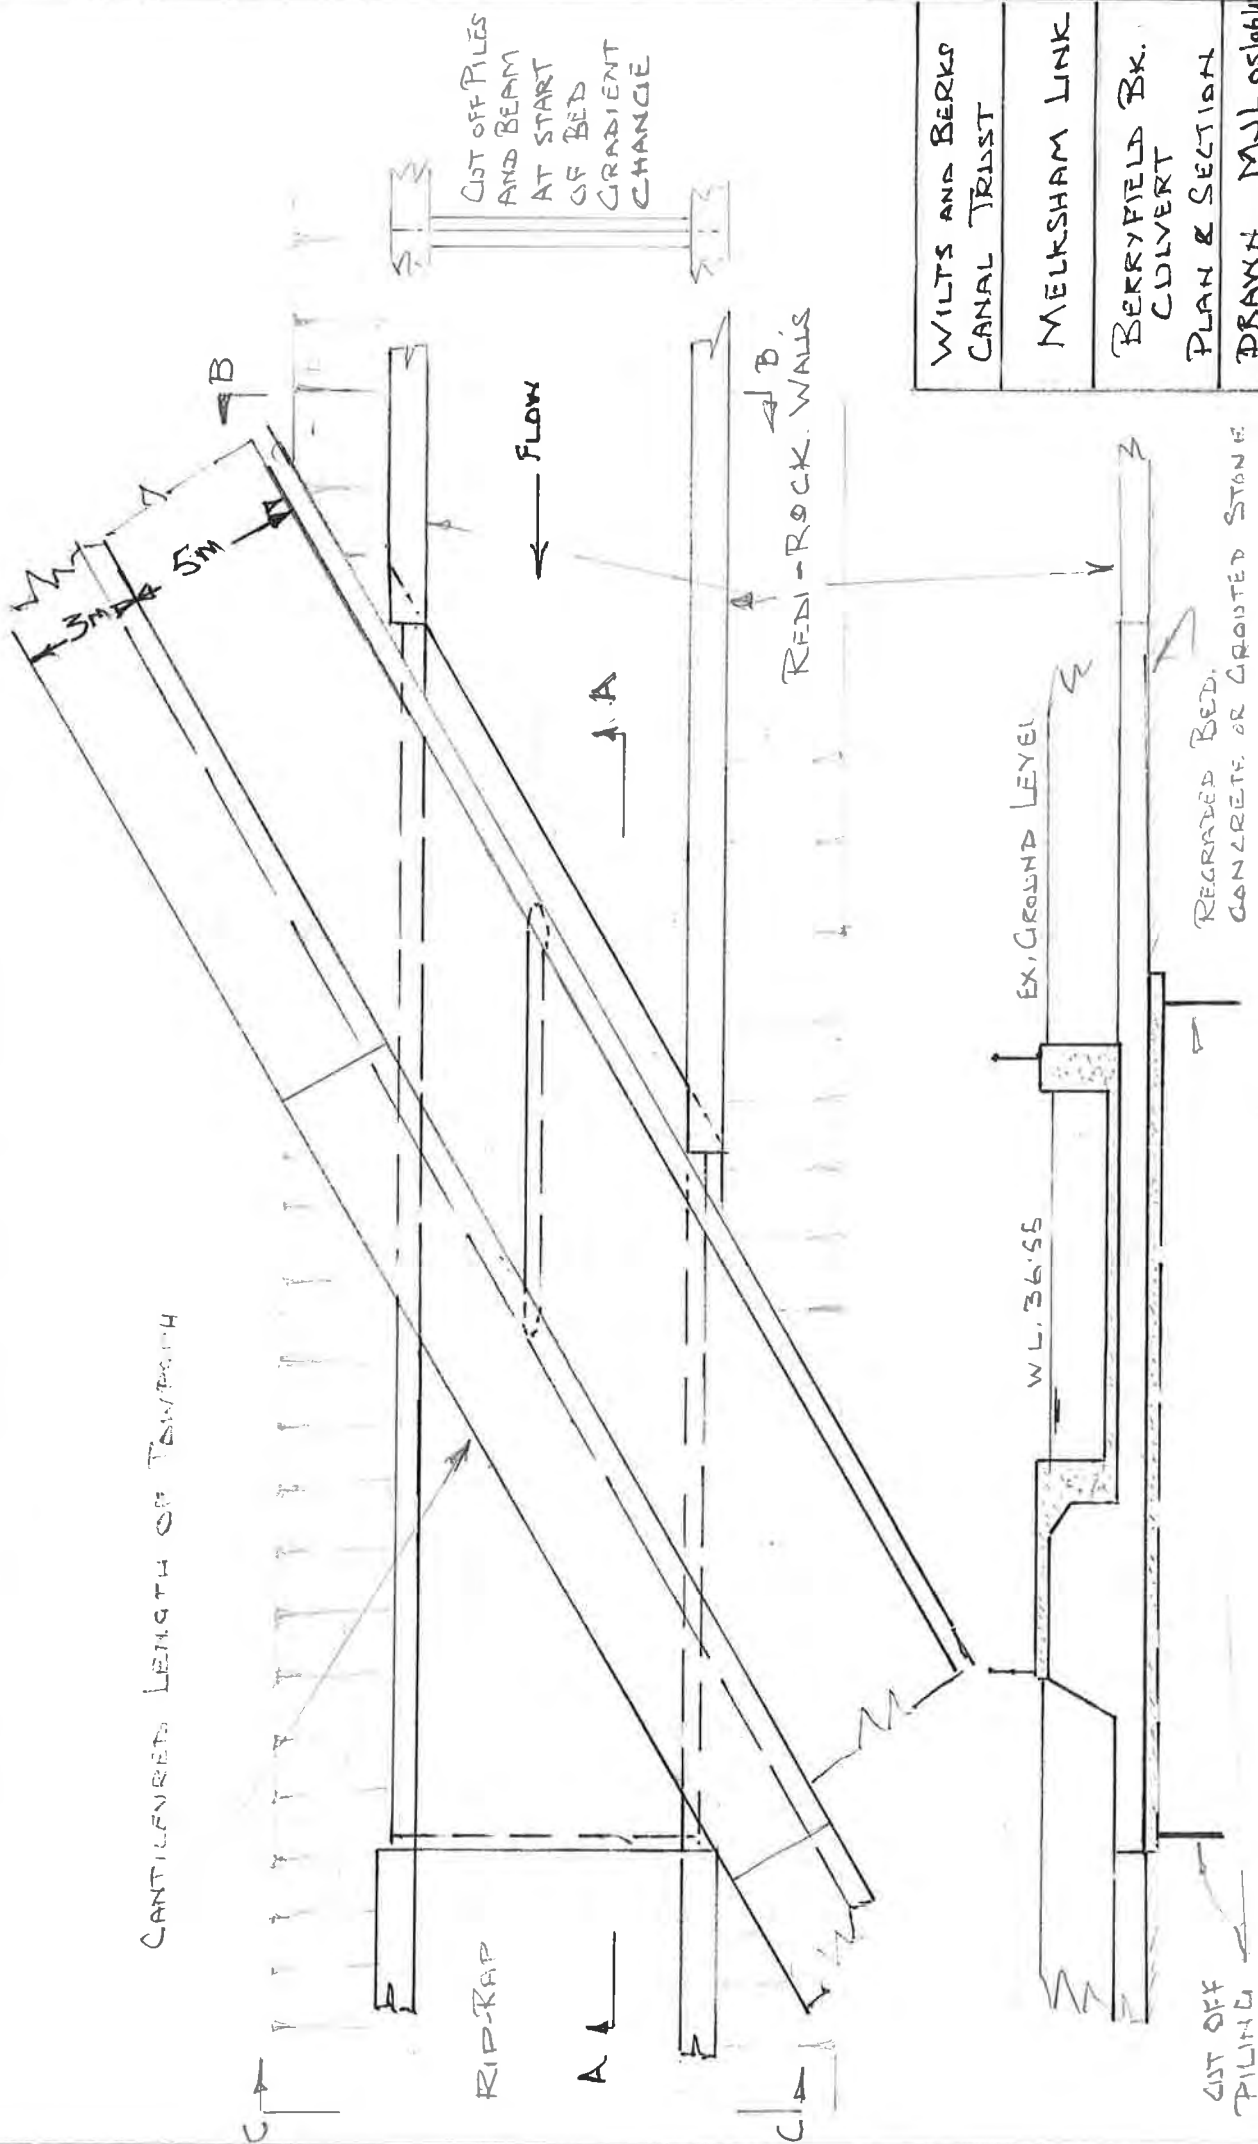 CANTILEVERED LENGTH OF TOWPATH
B
3M
5M
CUT OFF PILES
AND BEAM
AT START
OF BED
GRADIENT
CHANGE
FLOW
B
REDI-ROCK WALLS
A
A
RIP-RAP
C
C
EX. GROUND LEVEL
WL. 36.55
REGRADED BED.
CONCRETE OR GROUTED STONE
CUT OFF
PILING
WILTS AND BERKS
CANAL TRUST
MELKSHAM LINK
BERRYFIELD BK.
CULVERT
PLAN & SECTION
DRAWN MJL